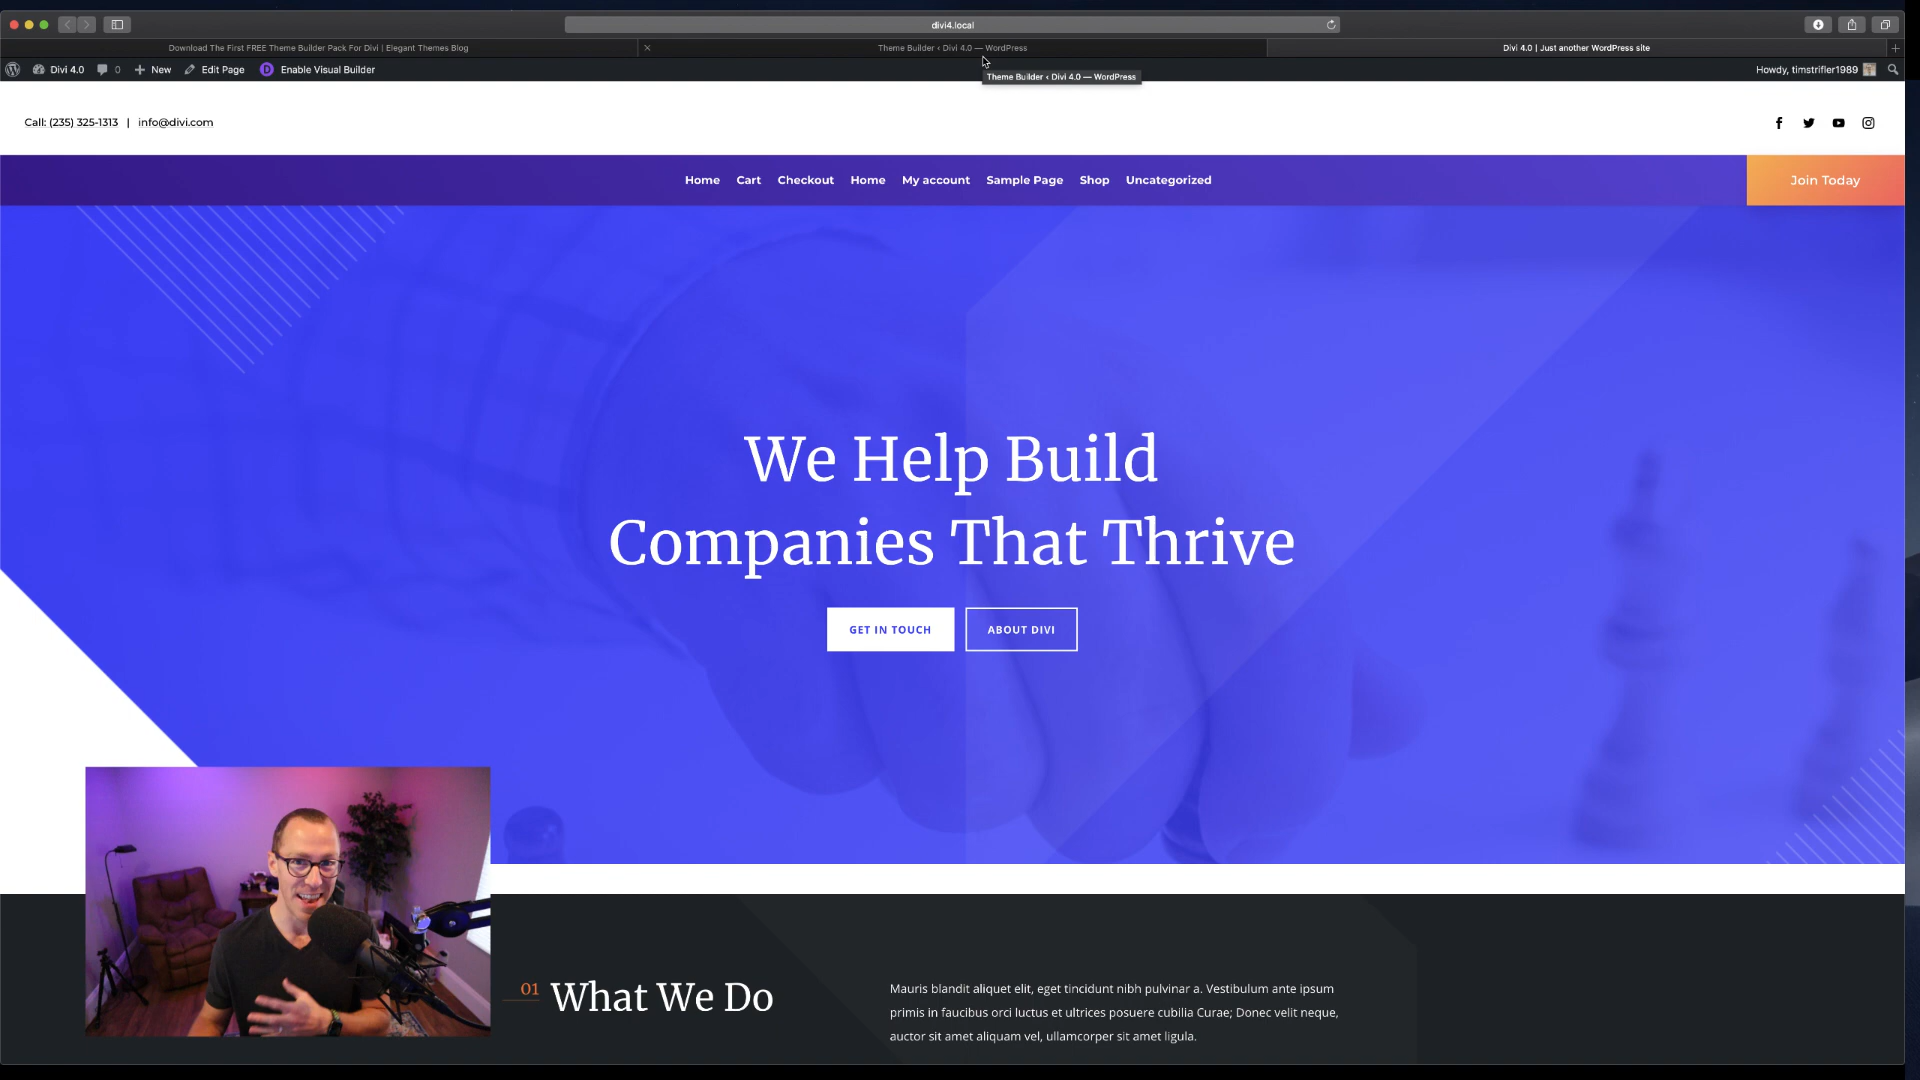 divi4.local
Download The First FREE Theme Builder Pack For Divi | Elegant Themes Blog
Theme Builder ‹ Divi 4.0 — WordPress
Divi 4.0 | Just another WordPress site
Divi 4.0
0
New
Edit Page
D
Enable Visual Builder
Theme Builder ‹ Divi 4.0 — WordPress
Howdy, timstrifler1989
Call: (235) 325-1313 | info@divi.com
Home Cart Checkout Home My account Sample Page Shop Uncategorized
Join Today
We Help Build
Companies That Thrive
GET IN TOUCH
ABOUT DIVI
01
What We Do
Mauris blandit aliquet elit, eget tincidunt nibh pulvinar a. Vestibulum ante ipsum
primis in faucibus orci luctus et ultrices posuere cubilia Curae; Donec velit neque,
auctor sit amet aliquam vel, ullamcorper sit amet ligula.